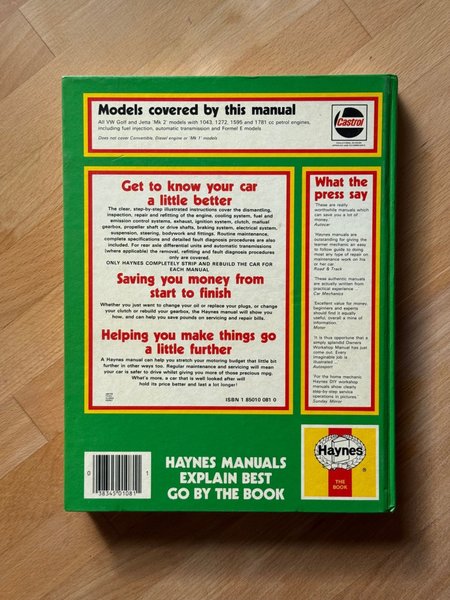 Models covered by this manual
All VW Golf and Jetta 'Mk 2' models with 1043, 1272, 1595 and 1781 cc petrol engines,
including fuel injection, automatic transmission and Formel E models
Does not cover Convertible, Diesel engine or 'Mk 1' models
Castrol
Get to know your car
a little better
The clear, step-by-step illustrated instructions cover the dismantling,
inspection, repair and refitting of the engine, cooling system, fuel and
emission control systems, exhaust, ignition system, clutch, manual
gearbox, propeller shaft or drive shafts, braking system, electrical system,
suspension, steering, bodywork and fittings. Routine maintenance,
complete specifications and detailed fault diagnosis procedures are also
included. For rear axle differential units and automatic transmissions
(where applicable) the removal, refitting and fault diagnosis procedures
only are covered.
ONLY HAYNES COMPLETELY STRIP AND REBUILD THE CAR FOR
EACH MANUAL
Saving you money from
start to finish
Whether you just want to change your oil or replace your plugs, or change
your clutch or rebuild your gearbox, the Haynes manual will show you
how, and can help you save pounds on servicing and repair bills.
Helping you make things go
a little further
A Haynes manual can help you stretch your motoring budget that little bit
further in other ways too. Regular maintenance and servicing will mean
your car is safer to drive whilst giving you more of those precious mpg.
What's more, a car that is well looked after will
hold its price better and last a lot longer!
ISBN 1 85010 081 0
What the
press say
'These are really
worthwhile manuals which
can save you a lot of
money.'
Autocar
'Haynes manuals are
outstanding for giving the
learner mechanic an easy
to follow guide to doing
most any type of repair or
maintenance work on his
or her car.'
Road & Track
'These authentic manuals
are actually written from
practical experience ...'
Car Mechanics
'Excellent value for money,
beginners and experts
should find it equally
useful, overall a mine of
information.'
Motor
'It is thus opportune that a
simply splendid Owners
Workshop Manual has just
come out. Every
imaginable job is
illustrated ...'
Autosport
'For the home mechanic
Haynes DIY workshop
manuals show clearly
step-by-step service
operations in pictures.'
Sunday Mirror
0
1
38345 01081
HAYNES MANUALS
EXPLAIN BEST
GO BY THE BOOK
Haynes
®
THE
BOOK